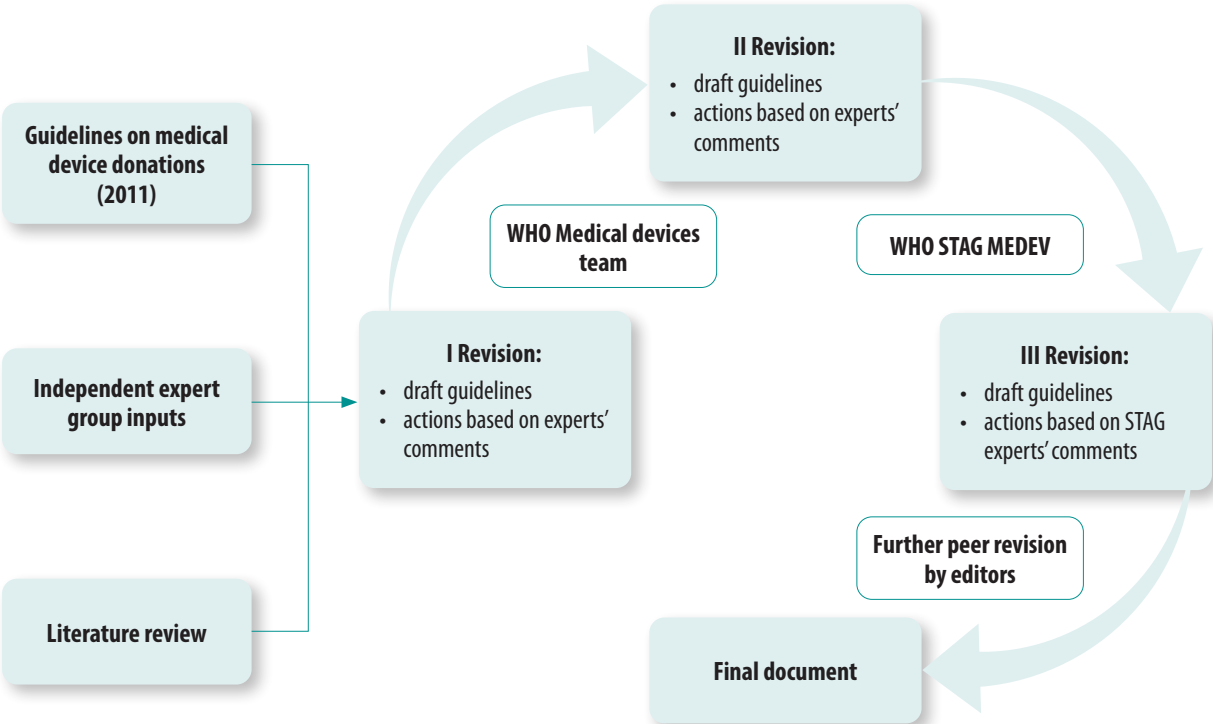 Guidelines on medical
device donations
(2011)
Independent expert
group inputs
Literature review
I Revision:
• draft guidelines
• actions based on experts’
comments
WHO Medical devices
team
II Revision:
• draft guidelines
• actions based on experts’
comments
WHO STAG MEDEV
III Revision:
• draft guidelines
• actions based on STAG
experts’ comments
Further peer revision
by editors
Final document